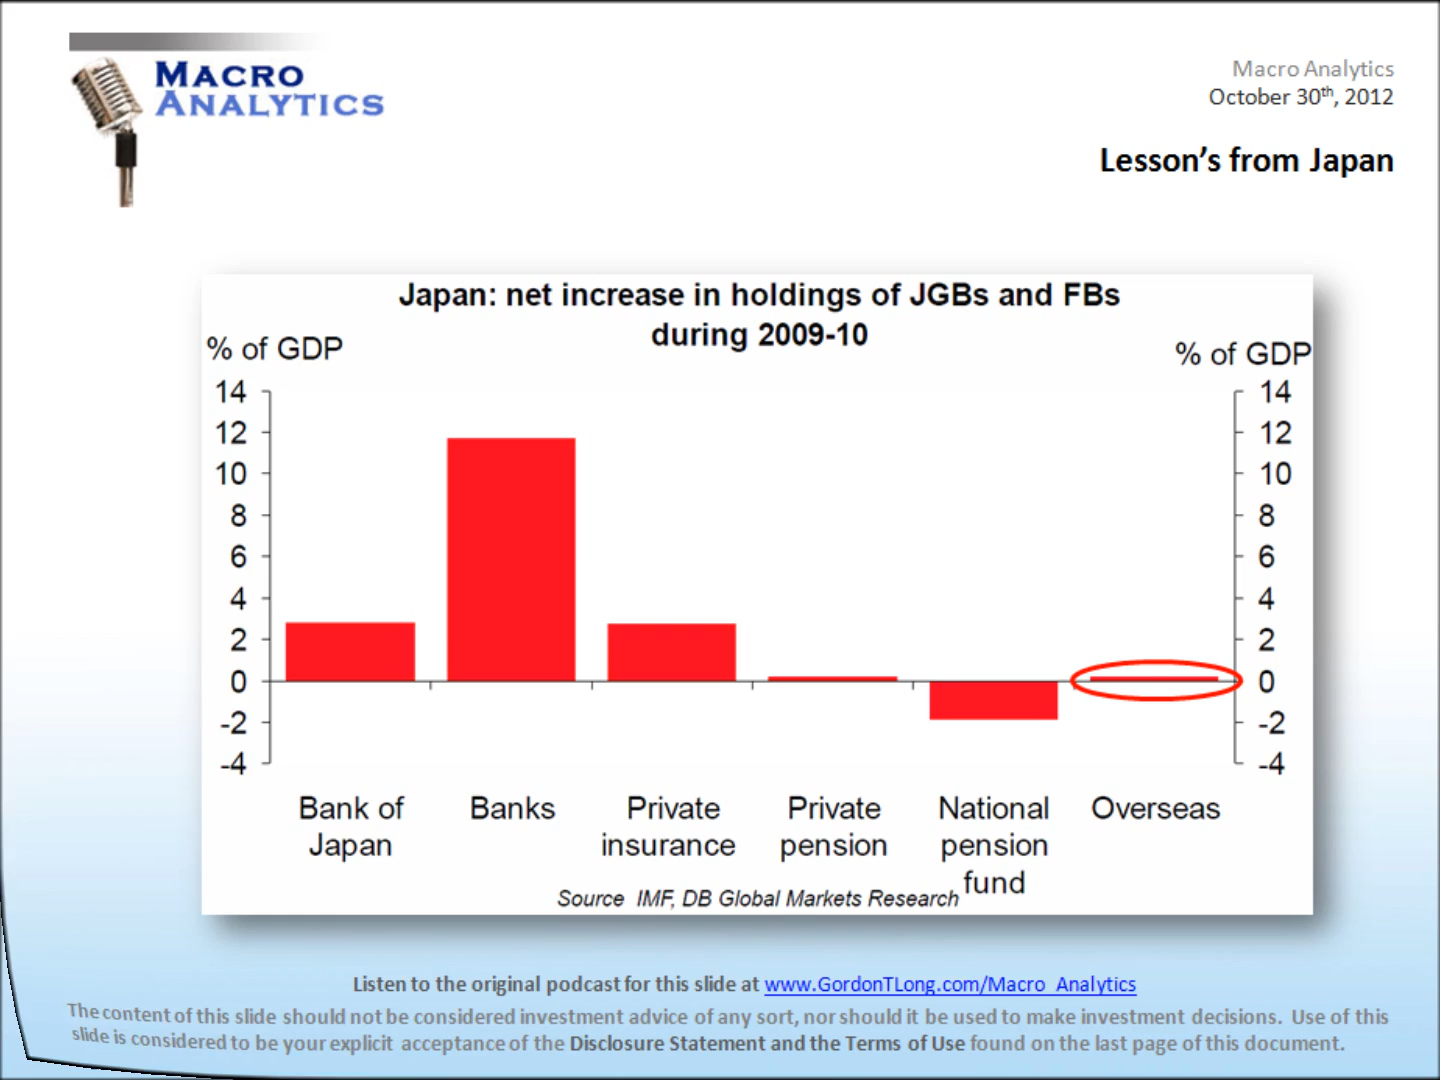 MACRO
ANALYTICS
Macro Analytics
October 30th, 2012
Lesson's from Japan
Japan: net increase in holdings of JGBs and FBs
during 2009-10
% of GDP
% of GDP
14
12
10
8
6
4
2
0
-2
-4
14
12
10
8
6
4
2
0
-2
-4
Bank of
Japan
Banks
Private
insurance
Private
pension
National
pension
fund
Overseas
Source IMF, DB Global Markets Research
Listen to the original podcast for this slide at www.GordonTLong.com/Macro_Analytics
The content of this slide should not be considered investment advice of any sort, nor should it be used to make investment decisions. Use of this
slide is considered to be your explicit acceptance of the Disclosure Statement and the Terms of Use found on the last page of this document.